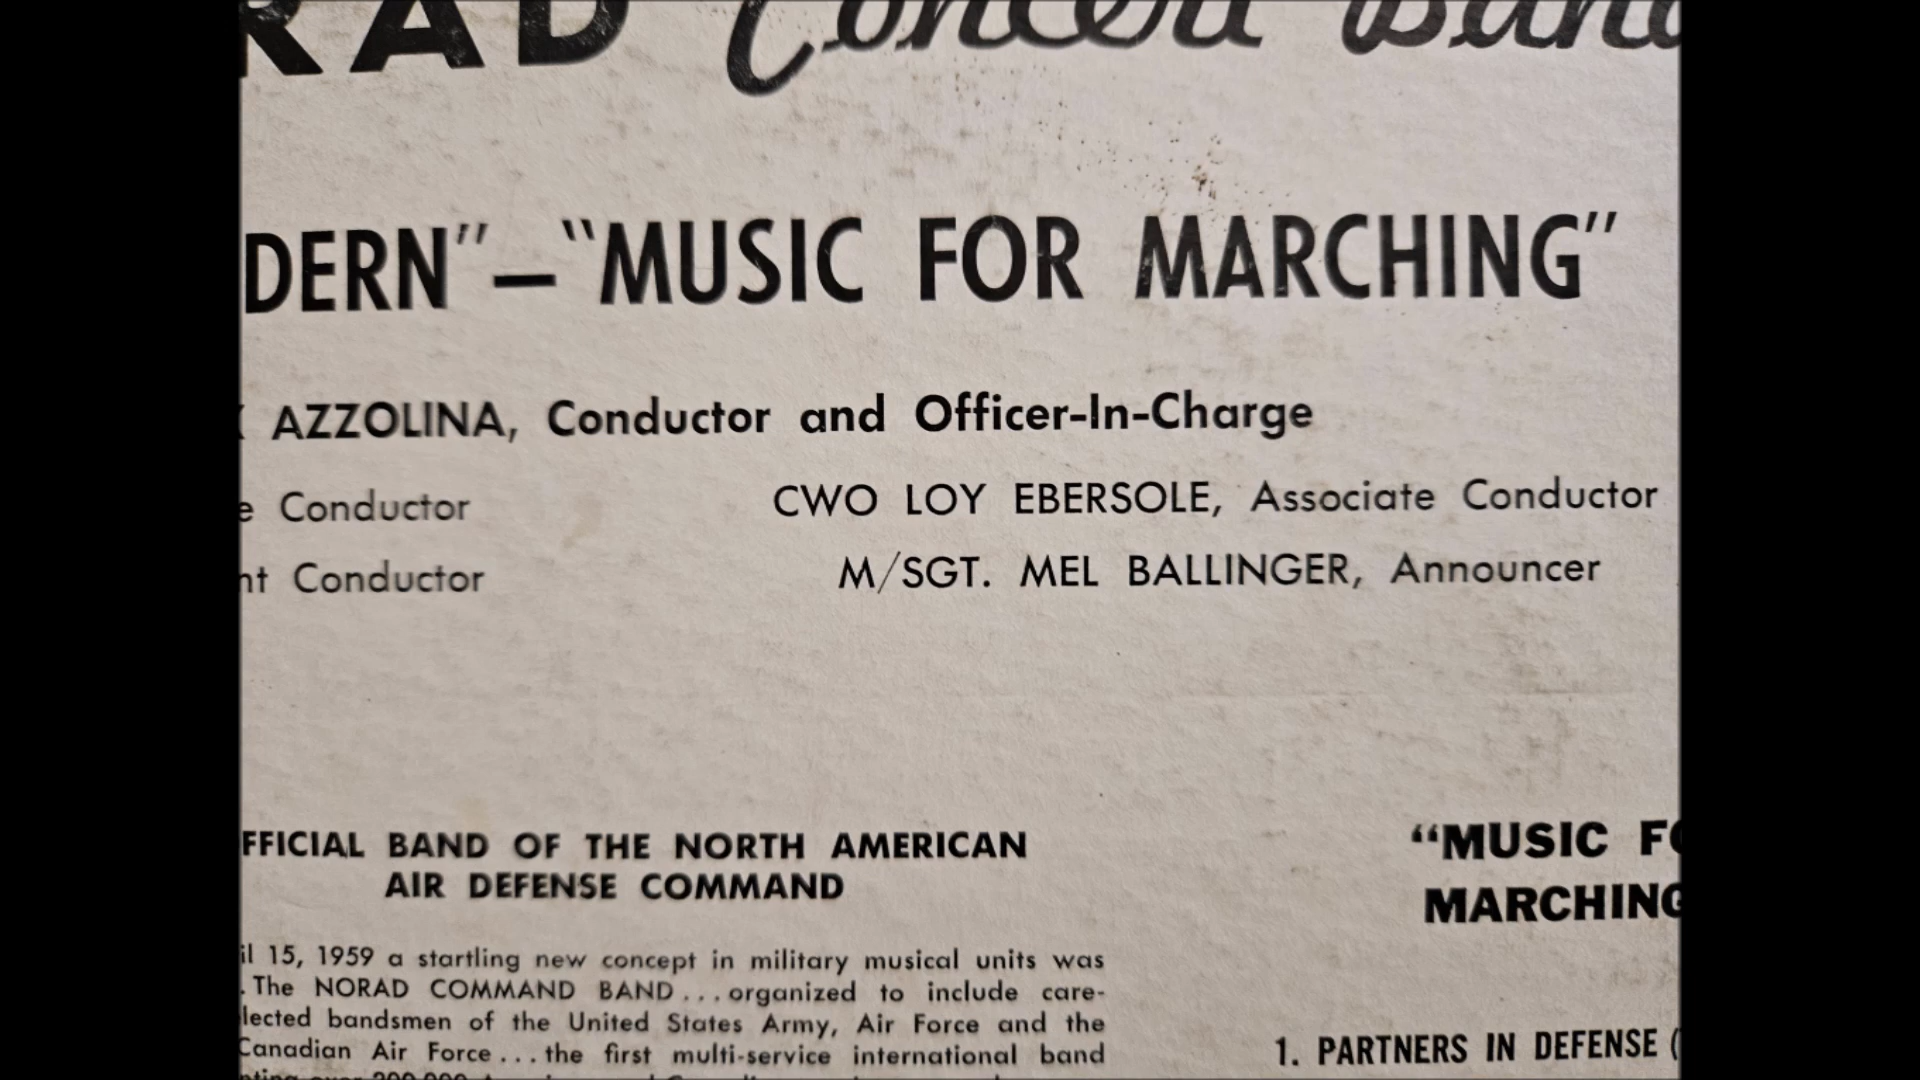 RAD Concert Band
DERN"—"MUSIC FOR MARCHING"
AZZOLINA, Conductor and Officer-In-Charge
e Conductor
CWO LOY EBERSOLE, Associate Conductor
nt Conductor
M/SGT. MEL BALLINGER, Announcer
FFICIAL BAND OF THE NORTH AMERICAN
AIR DEFENSE COMMAND
il 15, 1959 a startling new concept in military musical units was
. The NORAD COMMAND BAND . . . organized to include care-
lected bandsmen of the United States Army, Air Force and the
Canadian Air Force . . . the first multi-service international band
"MUSIC FO
MARCHING
1. PARTNERS IN DEFENSE (